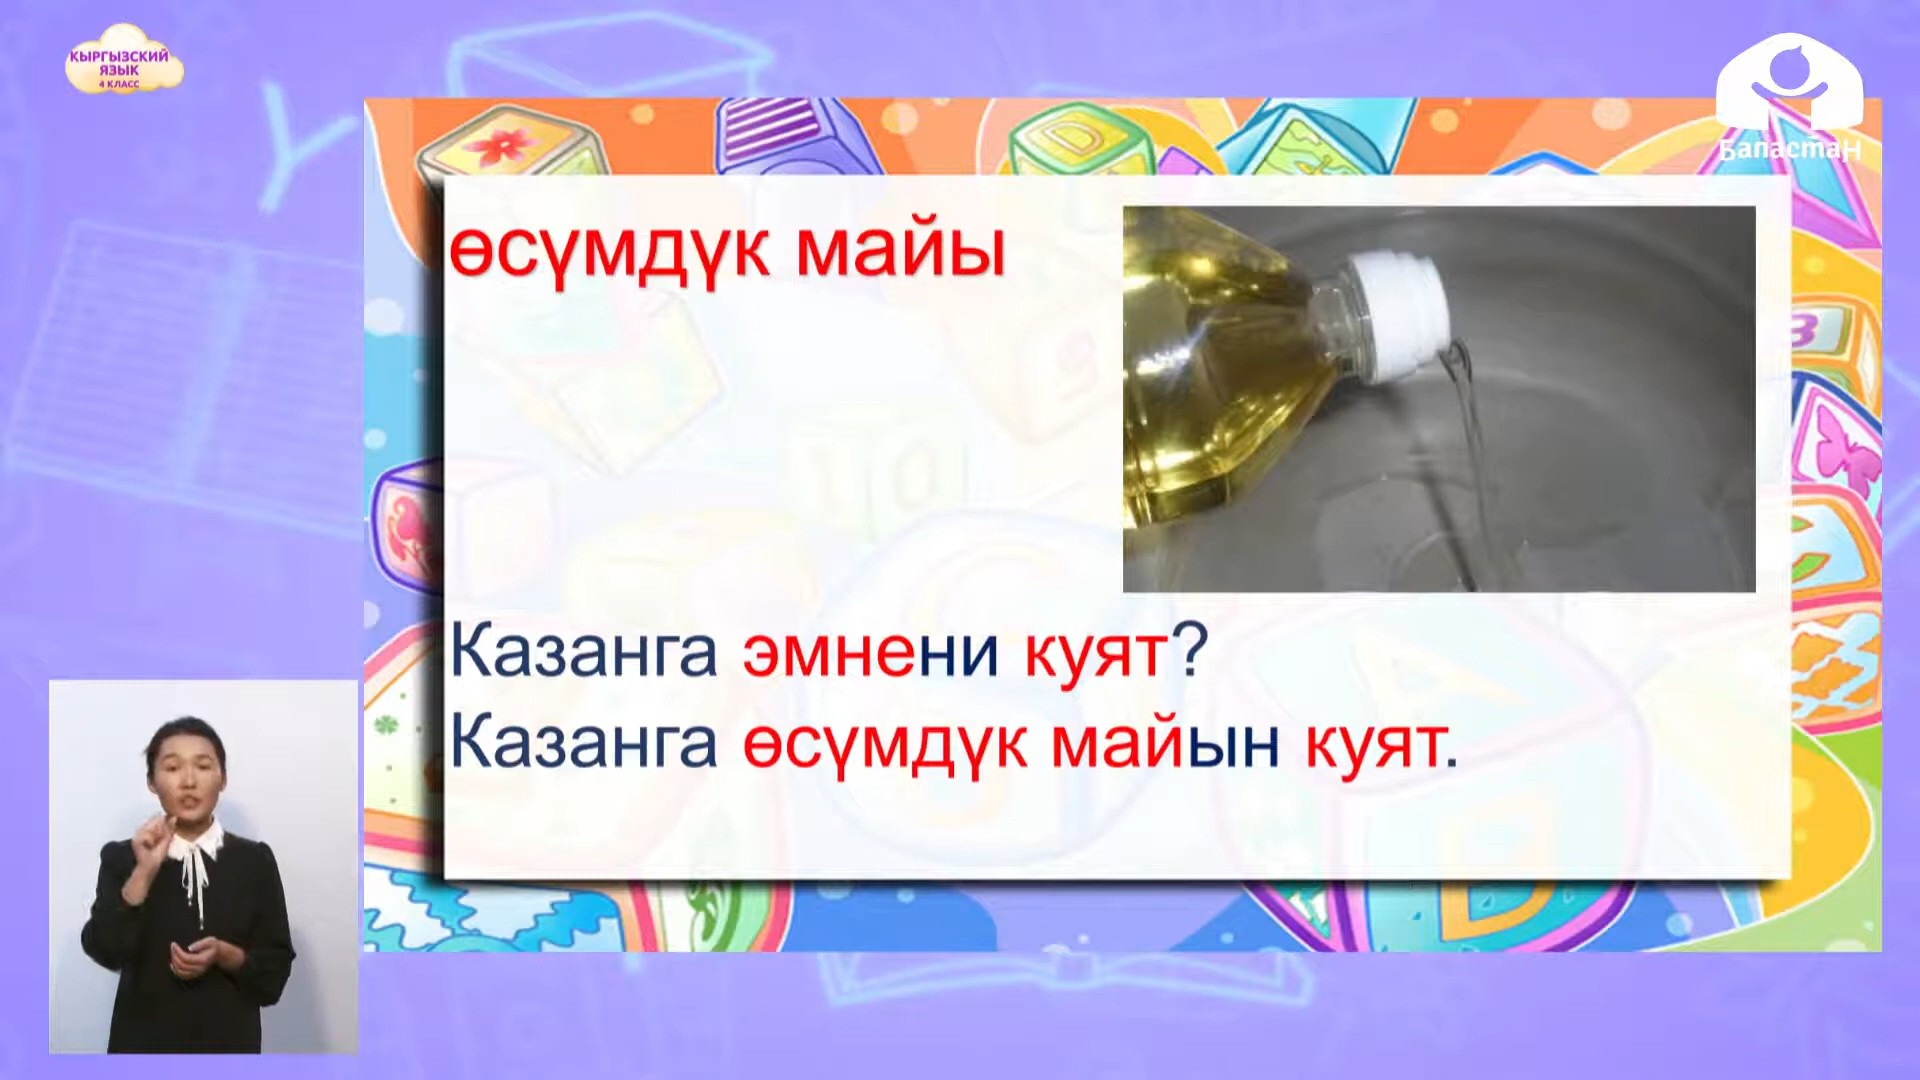 КЫРГЫЗСКИЙ
ЯЗЫК
4 КЛАСС
Баластан
өсүмдүк майы
Казанга эмнени куят?
Казанга өсүмдүк майын куят.